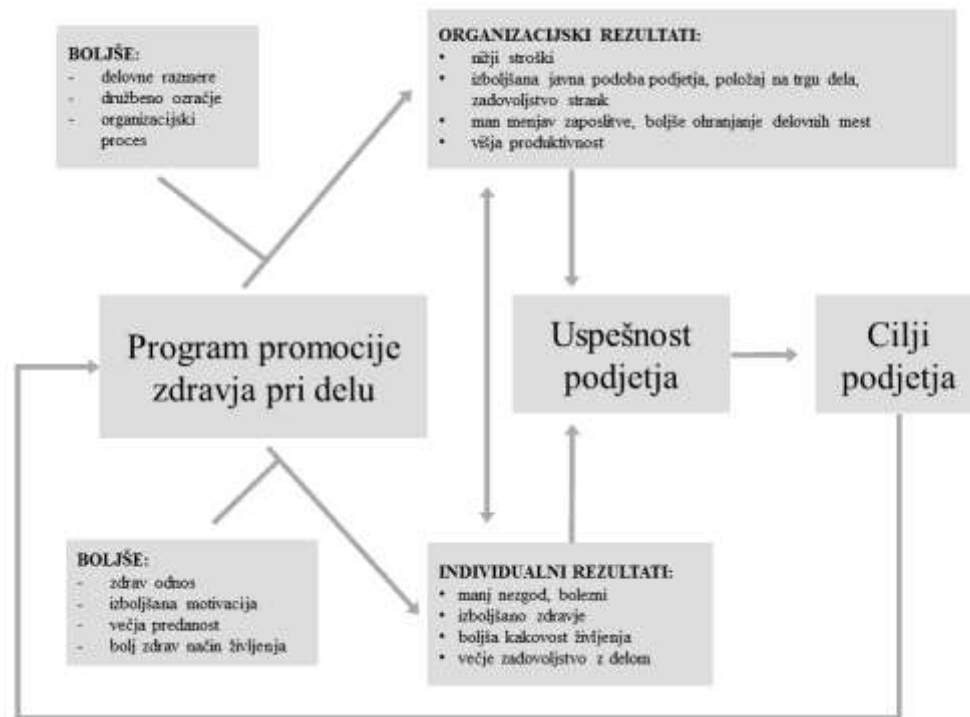 BOLJŠE:
- delovne razmere
- družbeno ozračje
- organizacijski
proces
ORGANIZACIJSKI REZULTATI:
• nižji stroški
• izboljšana javna podoba podjetja, položaj na trgu dela,
zadovoljstvo strank
• man menjav zaposlitve, boljše ohranjanje delovnih mest
• višja produktivnost
Program promocije
zdravja pri delu
Uspešnost
podjetja
Cilji
podjetja
BOLJŠE:
- zdrav odnos
- izboljšana motivacija
- večja predanost
- bolj zdrav način življenja
INDIVIDUALNI REZULTATI:
• manj nezgod, bolezni
• izboljšano zdravje
• boljša kakovost življenja
• večje zadovoljstvo z delom